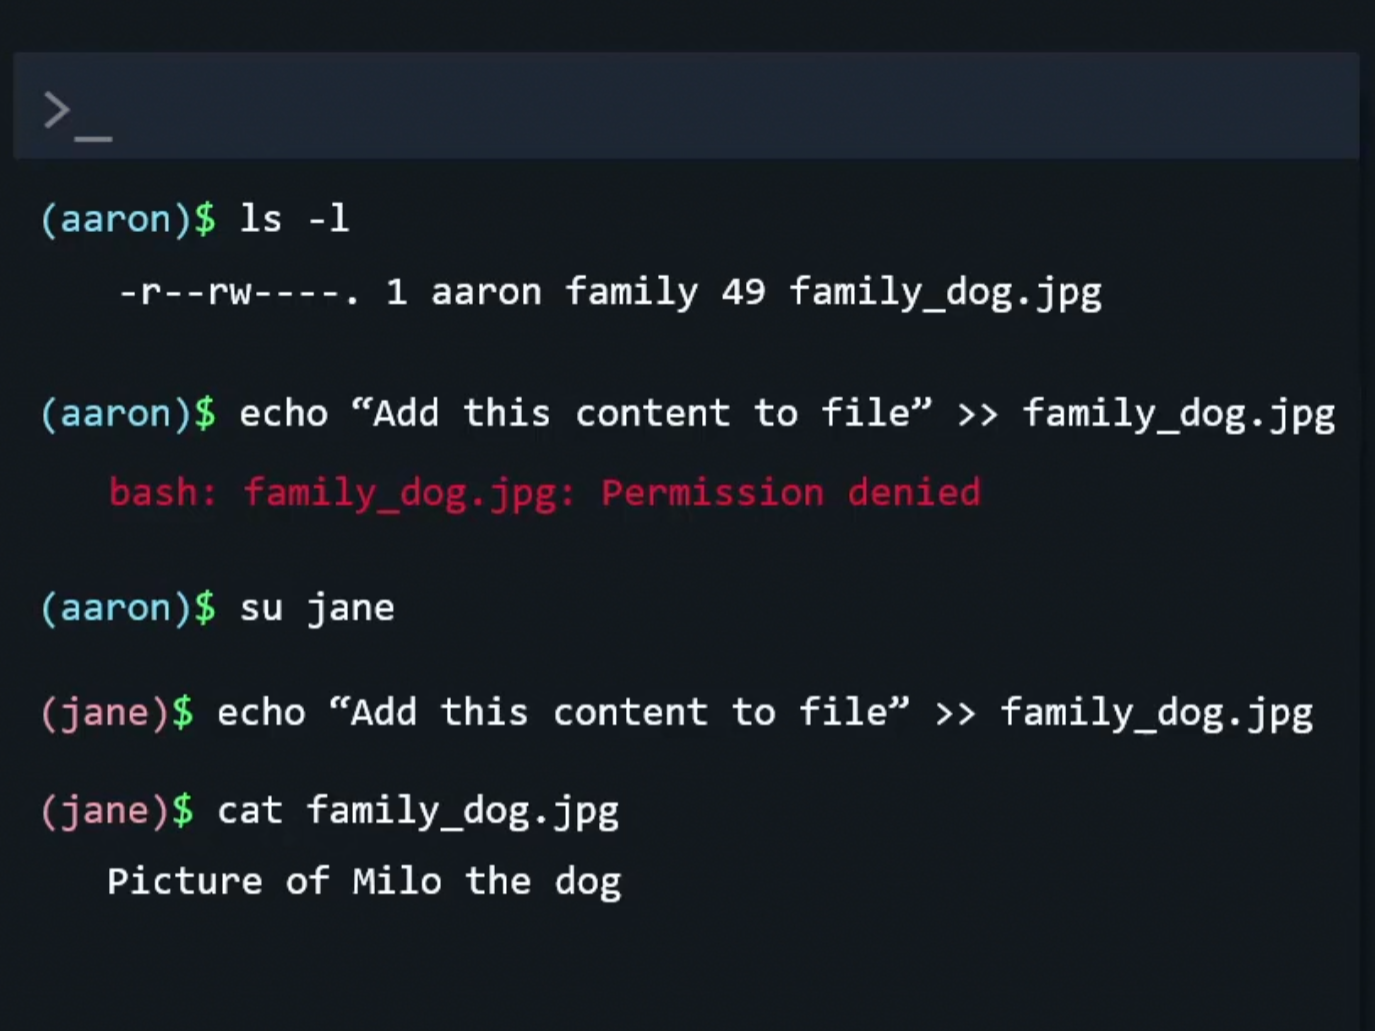 >_
(aaron)$ ls -l
-r--rw----. 1 aaron family 49 family_dog.jpg
(aaron)$ echo “Add this content to file” >> family_dog.jpg
bash: family_dog.jpg: Permission denied
(aaron)$ su jane
(jane)$ echo “Add this content to file” >> family_dog.jpg
(jane)$ cat family_dog.jpg
Picture of Milo the dog